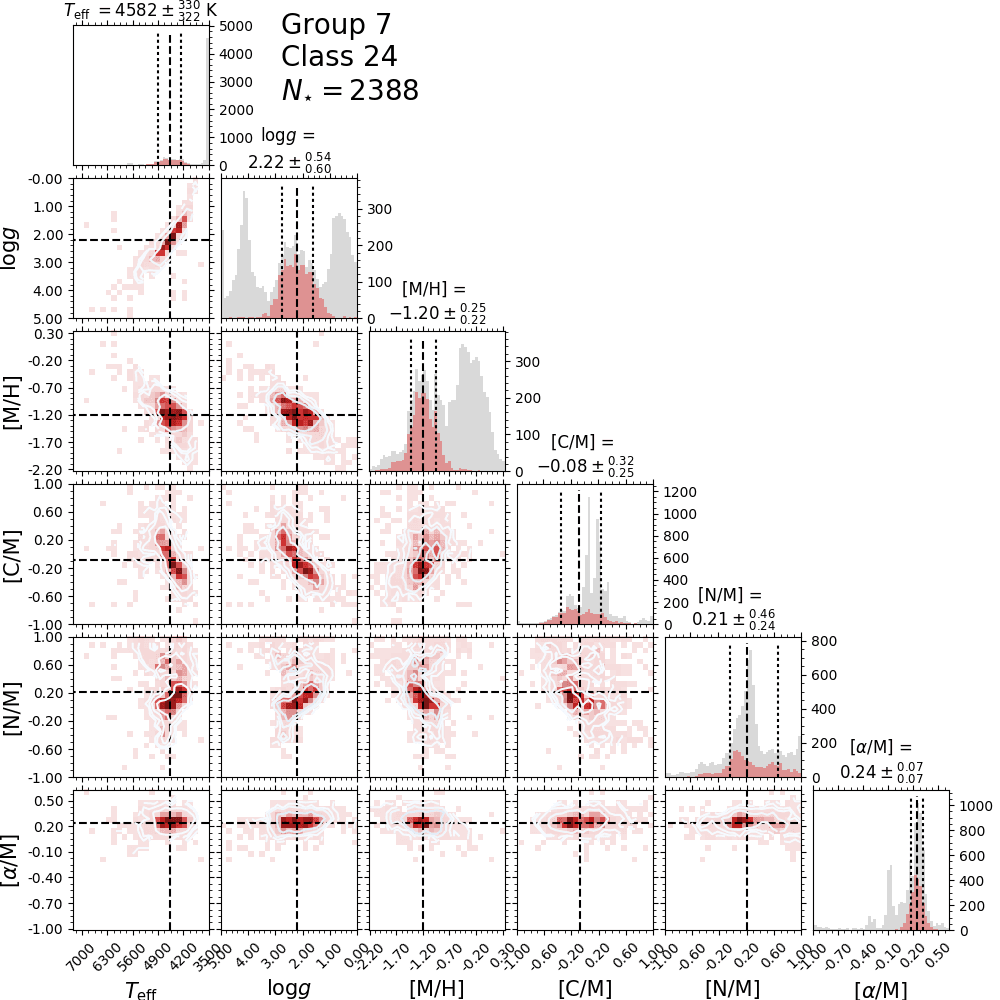 T_eff = 4582 ± 330 322 K
Group 7
Class 24
N⋆ = 2388
5000
4000
3000
2000
1000
0
logg =
2.22 ± 0.54 0.60
-0.00
1.00
2.00
3.00
4.00
5.00
logg
300
200
100
0
[M/H] =
−1.20 ± 0.25 0.22
0.30
-0.20
-0.70
-1.20
-1.70
-2.20
[M/H]
300
200
100
0
[C/M] =
−0.08 ± 0.32 0.25
1.00
0.60
0.20
-0.20
-0.60
-1.00
[C/M]
1200
1000
800
600
400
200
0
[N/M] =
0.21 ± 0.46 0.24
1.00
0.60
0.20
-0.20
-0.60
-1.00
[N/M]
800
600
400
200
0
[α/M] =
0.24 ± 0.07 0.07
0.50
0.20
-0.10
-0.40
-0.70
-1.00
[α/M]
1000
800
600
400
200
0
7000 6300 5600 4900 4200 3500
5.00 4.00 3.00 2.00 1.00 0.00
-2.20 -1.70 -1.20 -0.70 -0.20 0.30
-1.00 -0.60 -0.20 0.20 0.60 1.00
-1.00 -0.60 -0.20 0.20 0.60 1.00
-1.00 -0.70 -0.40 -0.10 0.20 0.50
T_eff logg [M/H] [C/M] [N/M] [α/M]